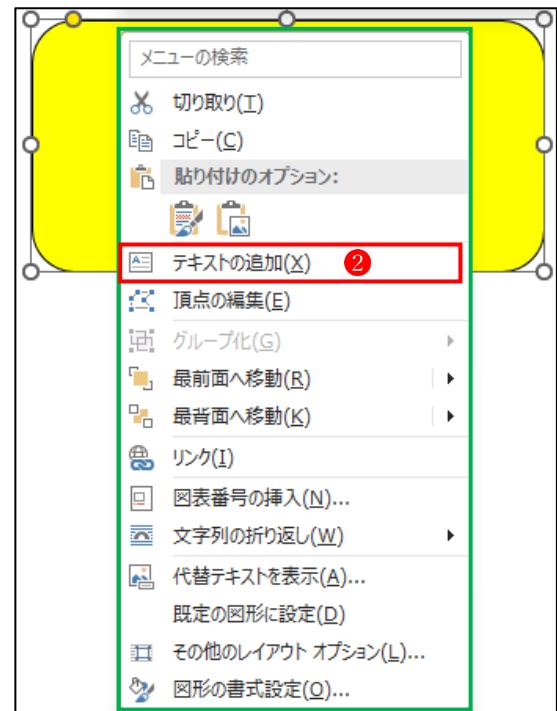 メニューの検索
切り取り(T)
コピー(C)
貼り付けのオプション:
テキストの追加(X) 2
頂点の編集(E)
グループ化(G)
最前面へ移動(R)
最背面へ移動(K)
リンク(I)
図表番号の挿入(N)...
文字列の折り返し(W)
代替テキストを表示(A)...
既定の図形に設定(D)
その他のレイアウト オプション(L)...
図形の書式設定(O)...